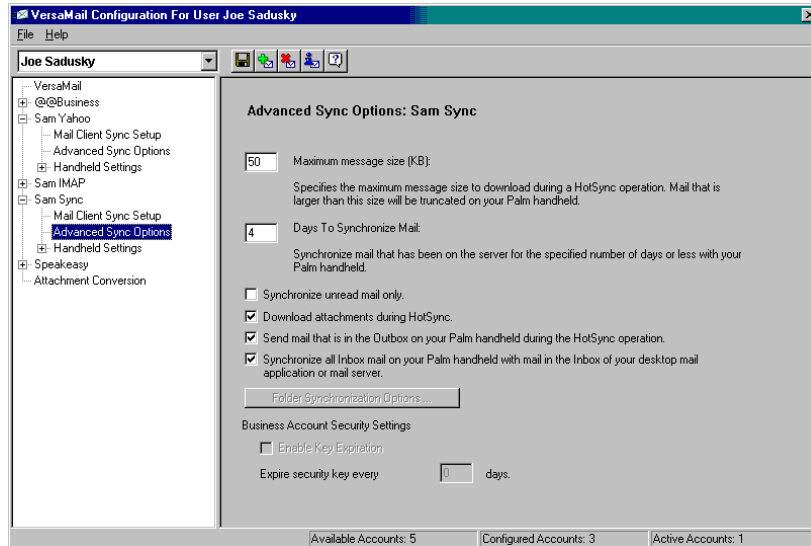 VersaMail Configuration For User Joe Sadusky
File Help
Joe Sadusky
VersaMail
@@Business
Sam Yahoo
Mail Client Sync Setup
Advanced Sync Options
Handheld Settings
Sam IMAP
Sam Sync
Mail Client Sync Setup
Advanced Sync Options
Handheld Settings
Speakeasy
Attachment Conversion
Advanced Sync Options: Sam Sync
50 Maximum message size (KB):
Specifies the maximum message size to download during a HotSync operation. Mail that is
larger than this size will be truncated on your Palm handheld.
4 Days To Synchronize Mail:
Synchronize mail that has been on the server for the specified number of days or less with your
Palm handheld.
Synchronize unread mail only.
Download attachments during HotSync.
Send mail that is in the Outbox on your Palm handheld during the HotSync operation.
Synchronize all Inbox mail on your Palm handheld with mail in the Inbox of your desktop mail
application or mail server.
Folder Synchronization Options ...
Business Account Security Settings
Enable Key Expiration
Expire security key every 0 days.
Available Accounts: 5 Configured Accounts: 3 Active Accounts: 1